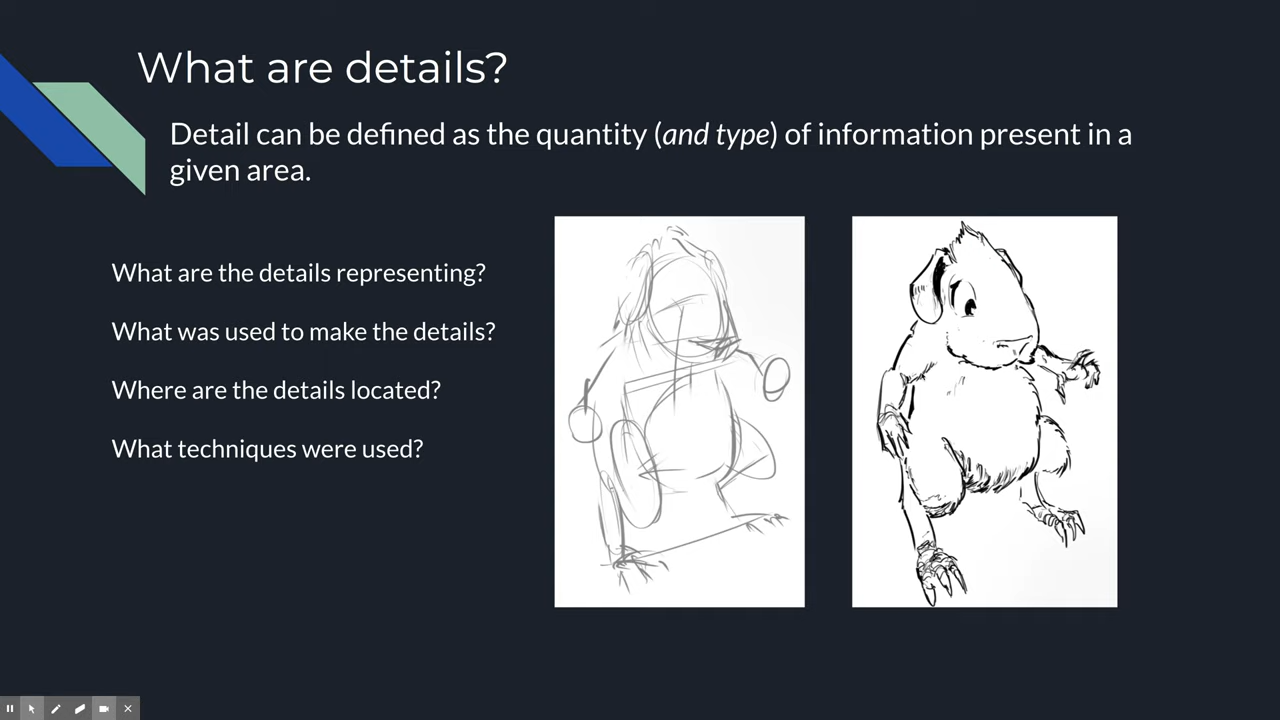 What are details?
Detail can be defined as the quantity (and type) of information present in a
given area.
What are the details representing?
What was used to make the details?
Where are the details located?
What techniques were used?